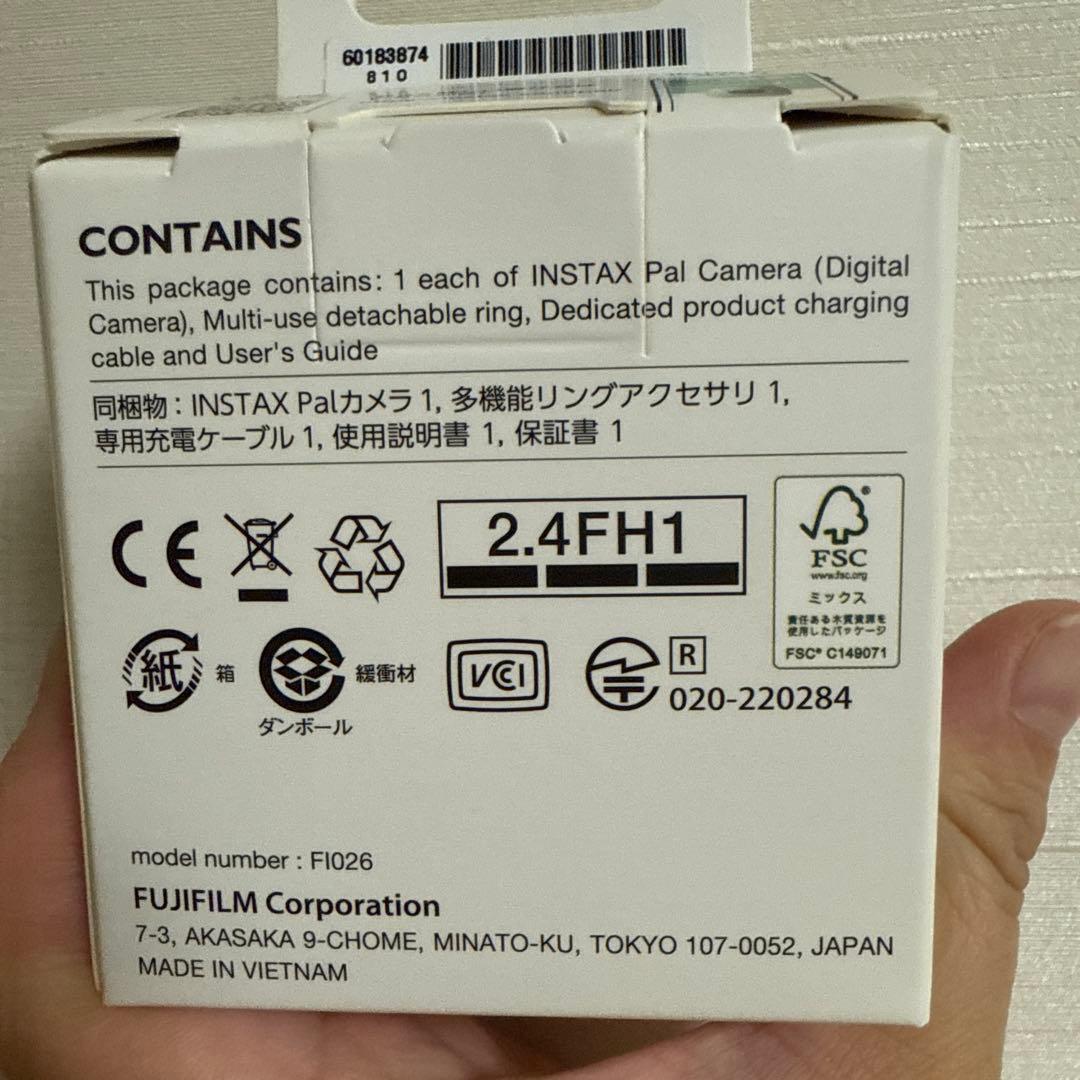 60183874
810
CONTAINS
This package contains: 1 each of INSTAX Pal Camera (Digital
Camera), Multi-use detachable ring, Dedicated product charging
cable and User's Guide
同梱物：INSTAX Palカメラ 1, 多機能リングアクセサリ 1,
専用充電ケーブル 1, 使用説明書 1, 保証書 1
CE
2.4FH1
FSC®
www.fsc.org
ミックス
責任ある木質資源を
使用したパッケージ
FSC® C149071
紙 箱
緩衝材
ダンボール
VCI
R
020-220284
model number : FI026
FUJIFILM Corporation
7-3, AKASAKA 9-CHOME, MINATO-KU, TOKYO 107-0052, JAPAN
MADE IN VIETNAM